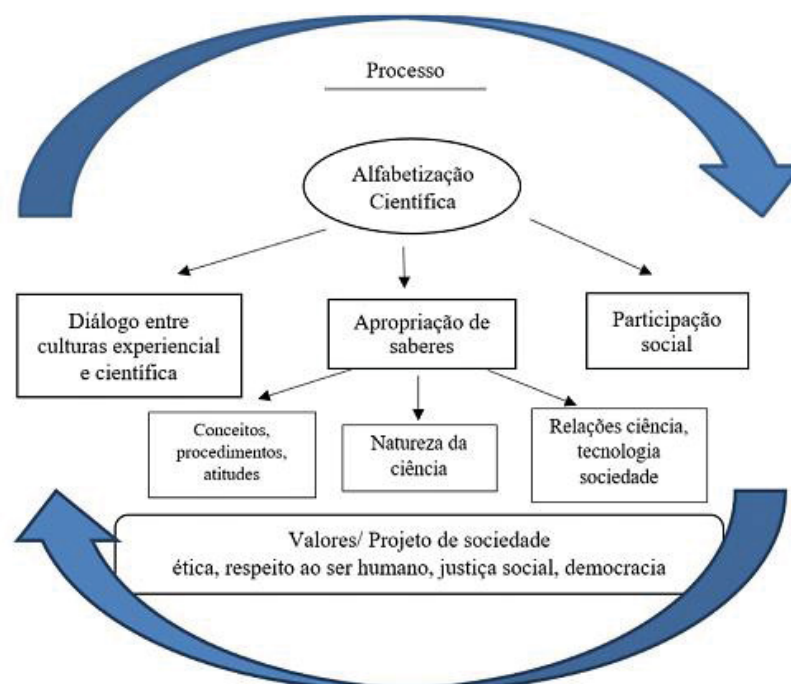 Processo
Alfabetização
Científica
Diálogo entre
culturas experiencial
e científica
Apropriação de
saberes
Participação
social
Conceitos,
procedimentos,
atitudes
Natureza da
ciência
Relações ciência,
tecnologia
sociedade
Valores/ Projeto de sociedade
ética, respeito ao ser humano, justiça social, democracia